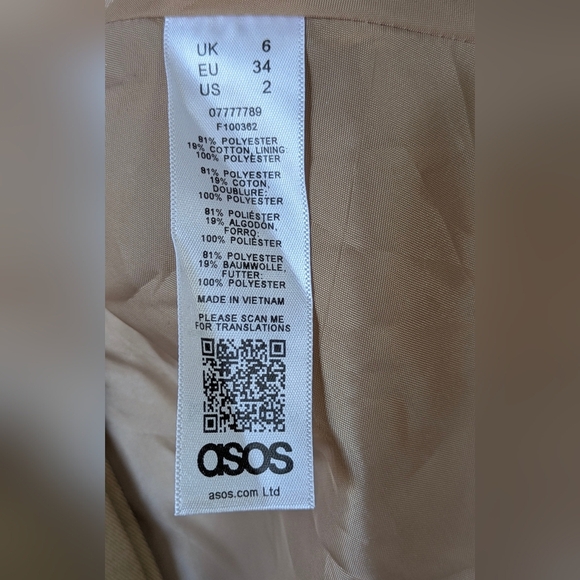 UK 6
EU 34
US 2
07777789
F100362
81% POLYESTER
19% COTTON, LINING:
100% POLYESTER
81% POLYESTER
19% COTON,
DOUBLURE:
100% POLYESTER
81% POLIÉSTER
19% ALGODÓN,
FORRO:
100% POLIÉSTER
81% POLYESTER
19% BAUMWOLLE,
FUTTER:
100% POLYESTER
MADE IN VIETNAM
PLEASE SCAN ME
FOR TRANSLATIONS
asos
asos.com Ltd